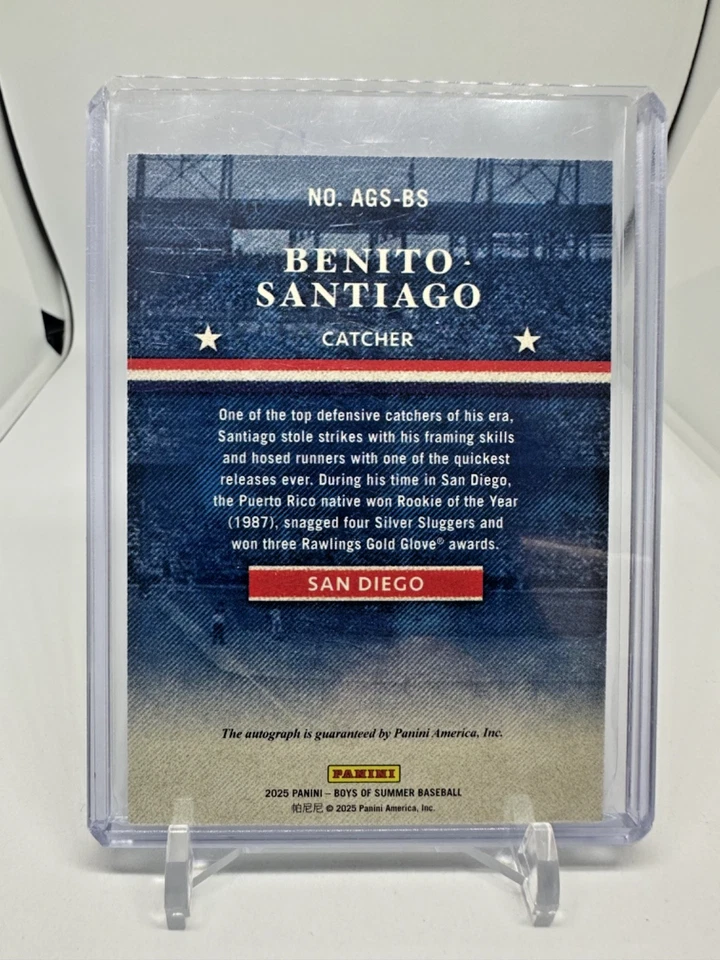 NO. AGS-BS
BENITO
SANTIAGO
CATCHER
One of the top defensive catchers of his era,
Santiago stole strikes with his framing skills
and hosed runners with one of the quickest
releases ever. During his time in San Diego,
the Puerto Rico native won Rookie of the Year
(1987), snagged four Silver Sluggers and
won three Rawlings Gold Glove® awards.
SAN DIEGO
The autograph is guaranteed by Panini America, Inc.
PANINI
2025 PANINI – BOYS OF SUMMER BASEBALL
帕尼尼 © 2025 Panini America, Inc.